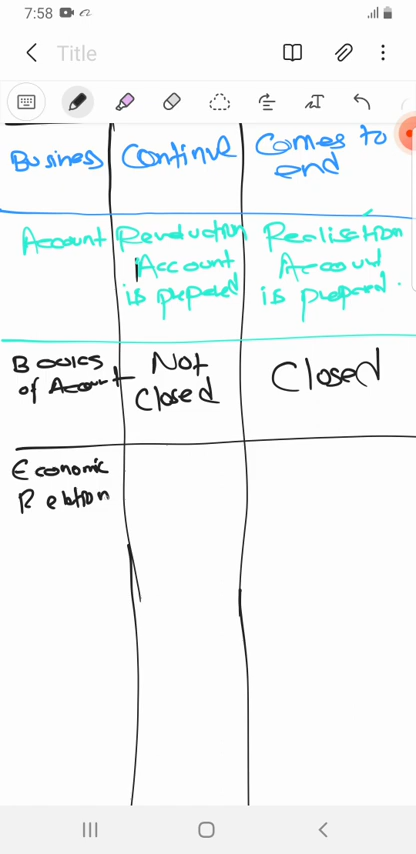 7:58
Title
Business
Continue
Comes to
end
Account
Revaluation
Account
is prepared
Realisation
Account
is prepared.
Books
of Account
Not
Closed
Closed
Economic
Relation